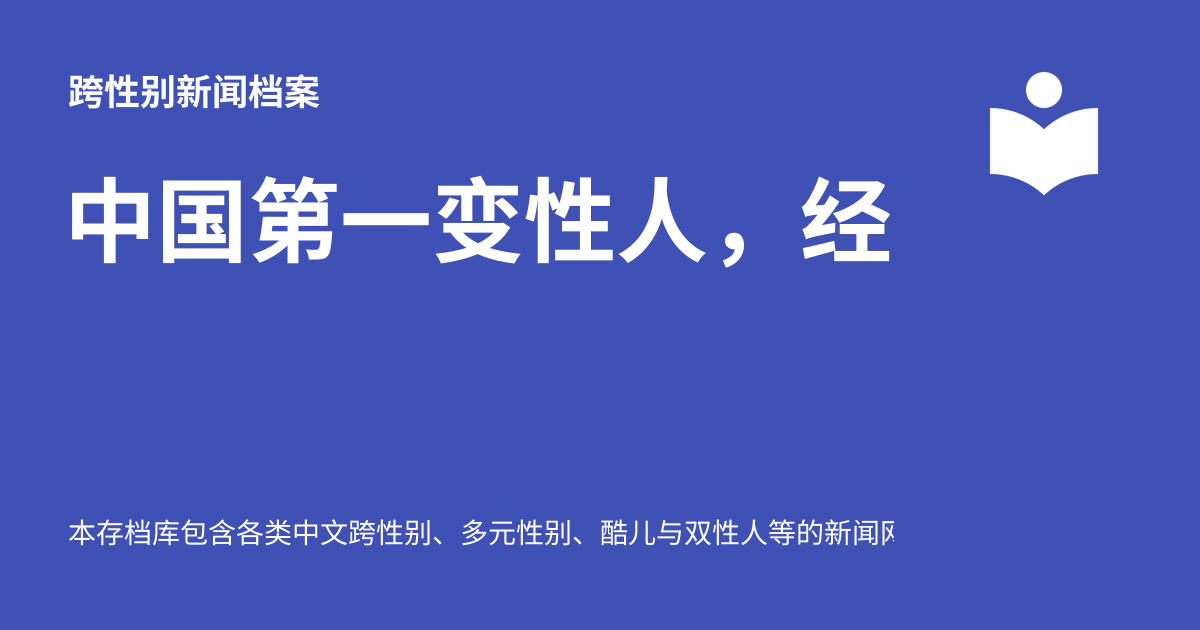 跨性别新闻档案
中国第一变性人，经
本存档库包含各类中文跨性别、多元性别、酷儿与双性人等的新闻网